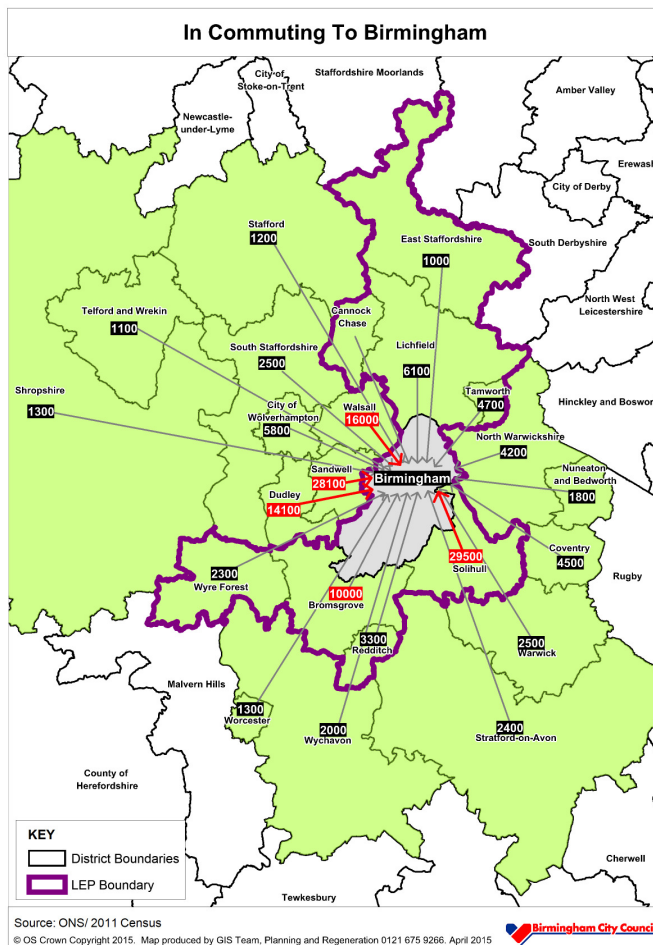 In Commuting To Birmingham
Staffordshire Moorlands
City of
Stoke-on-Trent
Amber Valley
Newcastle-
under-Lyme
Erewash
City of Derby
Stafford
1200
East Staffordshire
1000
South Derbyshire
North West
Leicestershire
Telford and Wrekin
1100
Cannock
Chase
South Staffordshire
2500
Lichfield
6100
Shropshire
1300
Tamworth
4700
Hinckley and Boswor
City of
Wolverhampton
5800
Walsall
16000
North Warwickshire
4200
Sandwell
28100
Birmingham
Nuneaton
and Bedworth
1800
Dudley
14100
Coventry
4500
29500
Solihull
Rugby
2300
Wyre Forest
10000
Bromsgrove
3300
Redditch
2500
Warwick
Malvern Hills
1300
Worcester
2000
Wychavon
2400
Stratford-on-Avon
County of
Herefordshire
KEY
District Boundaries
LEP Boundary
Cherwell
Tewkesbury
Source: ONS/ 2011 Census
© OS Crown Copyright 2015. Map produced by GIS Team, Planning and Regeneration 0121 675 9266. April 2015
Birmingham City Counci